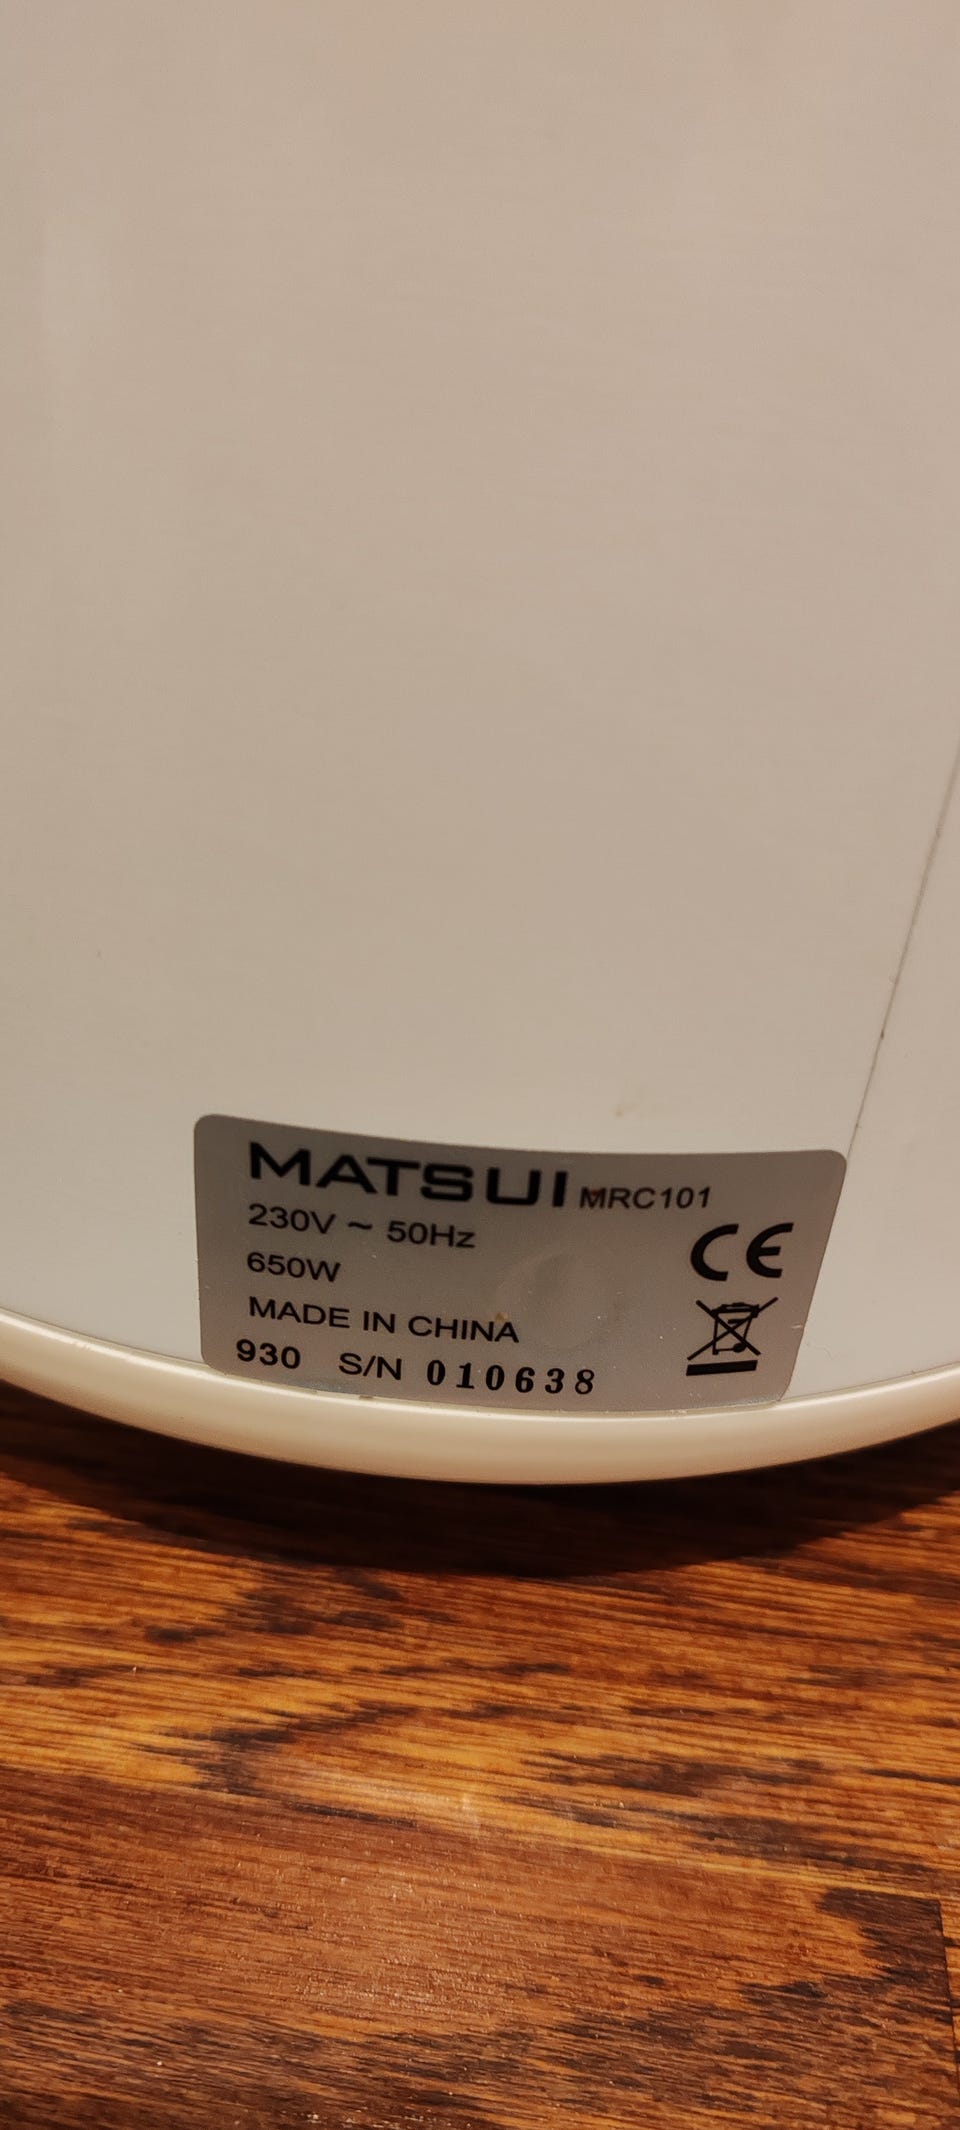 MATSUI MRC101
230V ~ 50Hz
650W
MADE IN CHINA
930 S/N 010638
CE